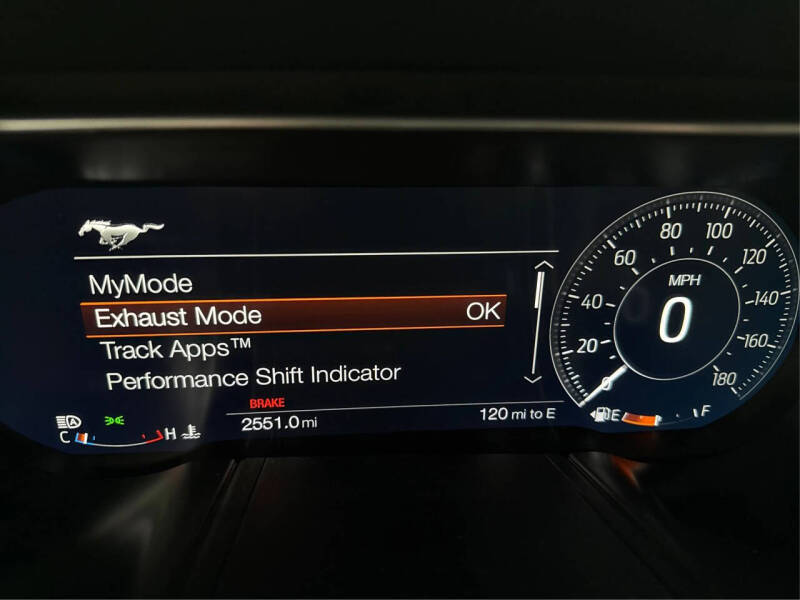 MyMode
Exhaust Mode OK
Track Apps™
Performance Shift Indicator
BRAKE
2551.0 mi 120 mi to E
C H
A
MPH
0
0 20 40 60 80 100 120 140 160 180
E F